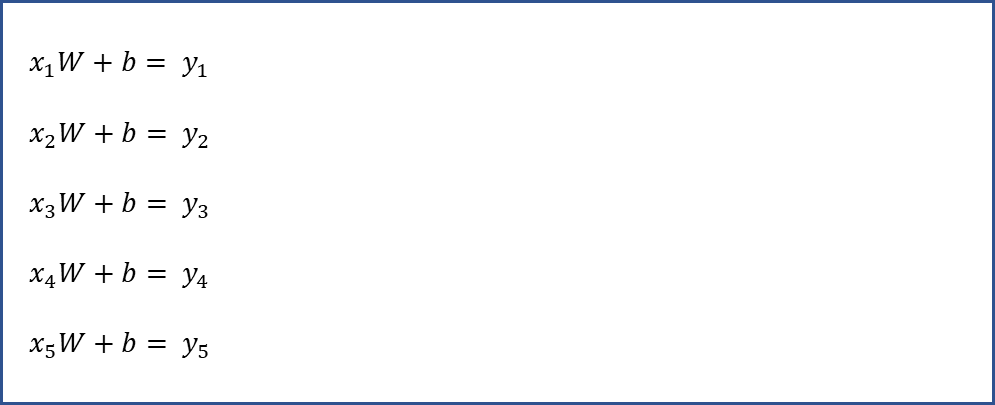 x₁W + b = y₁
x₂W + b = y₂
x₃W + b = y₃
x₄W + b = y₄
x₅W + b = y₅